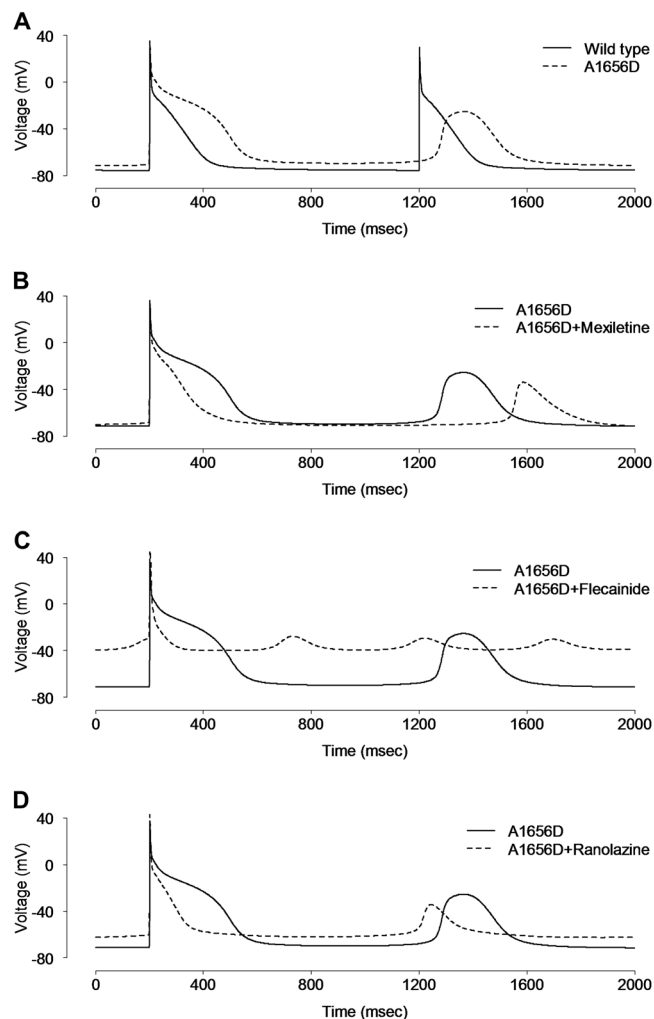 A
40
0
-40
-80
Voltage (mV)
Wild type
A1656D
0 400 800 1200 1600 2000
Time (msec)
B
40
0
-40
-80
Voltage (mV)
A1656D
A1656D+Mexiletine
0 400 800 1200 1600 2000
Time (msec)
C
40
0
-40
-80
Voltage (mV)
A1656D
A1656D+Flecainide
0 400 800 1200 1600 2000
Time (msec)
D
40
0
-40
-80
Voltage (mV)
A1656D
A1656D+Ranolazine
0 400 800 1200 1600 2000
Time (msec)